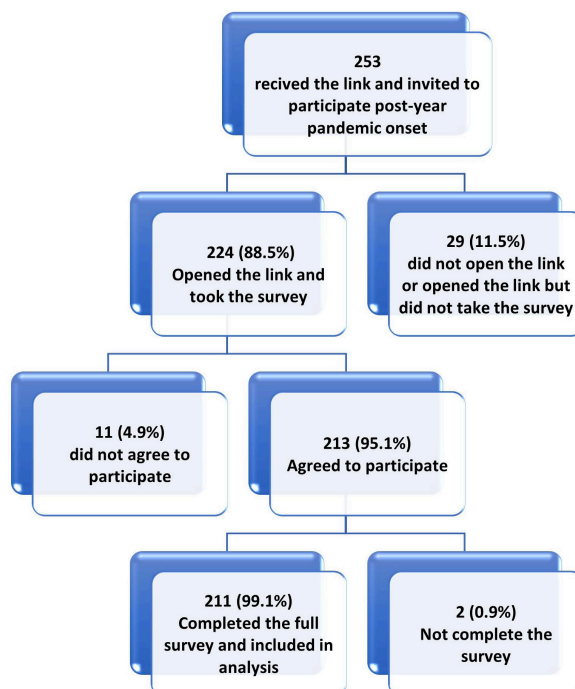 253
recived the link and invited to
participate post-year
pandemic onset
224 (88.5%)
Opened the link and
took the survey
29 (11.5%)
did not open the link
or opened the link but
did not take the survey
11 (4.9%)
did not agree to
participate
213 (95.1%)
Agreed to participate
211 (99.1%)
Completed the full
survey and included in
analysis
2 (0.9%)
Not complete the
survey